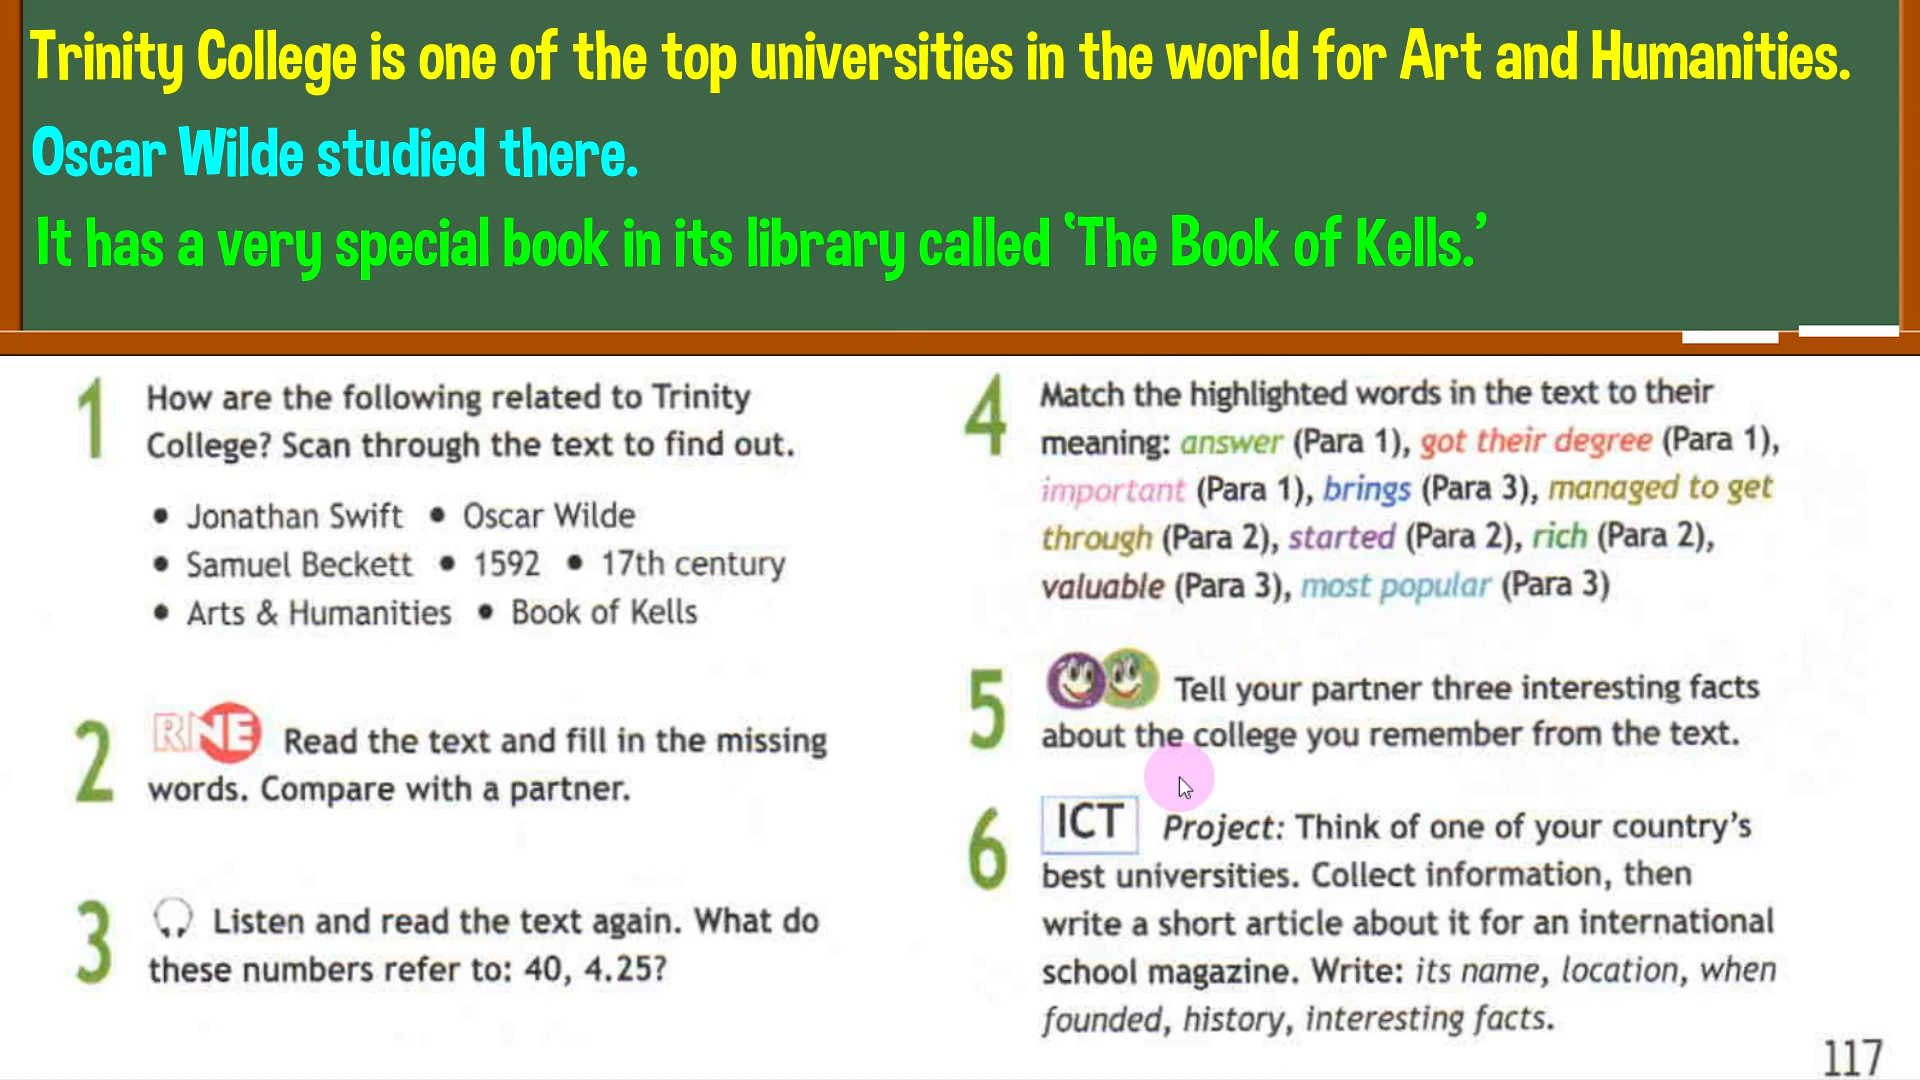 Trinity College is one of the top universities in the world for Art and Humanities.
Oscar Wilde studied there.
It has a very special book in its library called ‘The Book of Kells.’
1 How are the following related to Trinity
College? Scan through the text to find out.
• Jonathan Swift • Oscar Wilde
• Samuel Beckett • 1592 • 17th century
• Arts & Humanities • Book of Kells
2 RNE Read the text and fill in the missing
words. Compare with a partner.
3 Listen and read the text again. What do
these numbers refer to: 40, 4.25?
4 Match the highlighted words in the text to their
meaning: answer (Para 1), got their degree (Para 1),
important (Para 1), brings (Para 3), managed to get
through (Para 2), started (Para 2), rich (Para 2),
valuable (Para 3), most popular (Para 3)
5 Tell your partner three interesting facts
about the college you remember from the text.
6 ICT Project: Think of one of your country's
best universities. Collect information, then
write a short article about it for an international
school magazine. Write: its name, location, when
founded, history, interesting facts.
117